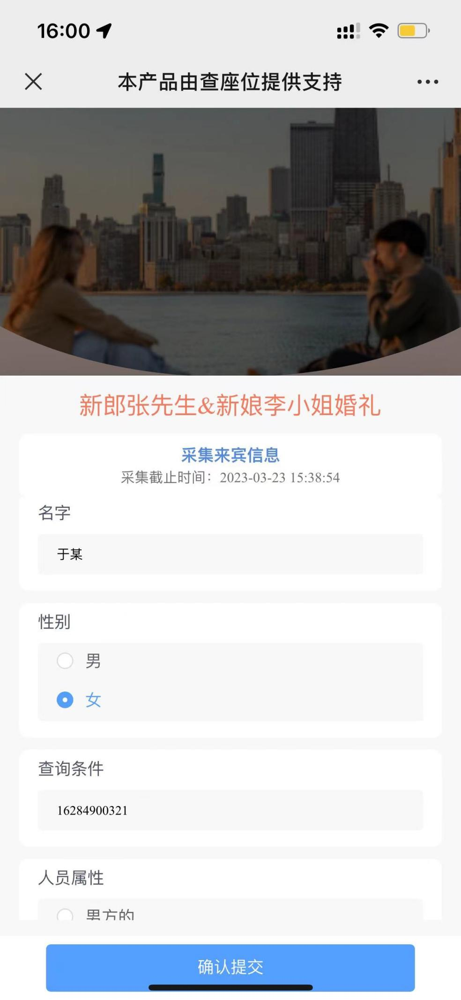 16:00
本产品由查座位提供支持
新郎张先生&新娘李小姐婚礼
采集来宾信息
采集截止时间：2023-03-23 15:38:54
名字
于某
性别
男
女
查询条件
16284900321
人员属性
男方的
确认提交